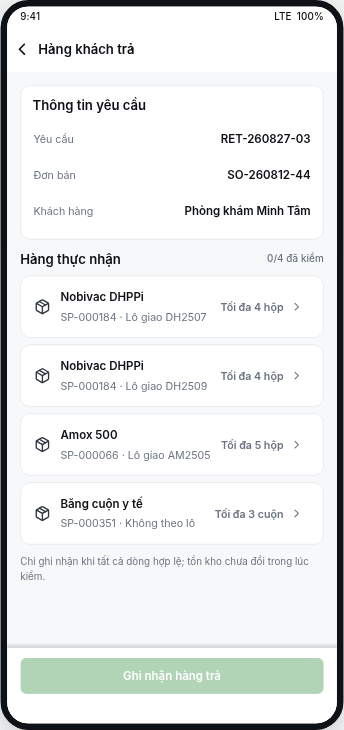 9:41 LTE 100%
Hàng khách trả
Thông tin yêu cầu
Yêu cầu RET-260827-03
Đơn bán SO-260812-44
Khách hàng Phòng khám Minh Tâm
Hàng thực nhận 0/4 đã kiểm
Nobivac DHPPi
SP-000184 · Lô giao DH2507
Tối đa 4 hộp
Nobivac DHPPi
SP-000184 · Lô giao DH2509
Tối đa 4 hộp
Amox 500
SP-000066 · Lô giao AM2505
Tối đa 5 hộp
Băng cuộn y tế
SP-000351 · Không theo lô
Tối đa 3 cuộn
Chỉ ghi nhận khi tất cả dòng hợp lệ; tồn kho chưa đổi trong lúc
kiểm.
Ghi nhận hàng trả